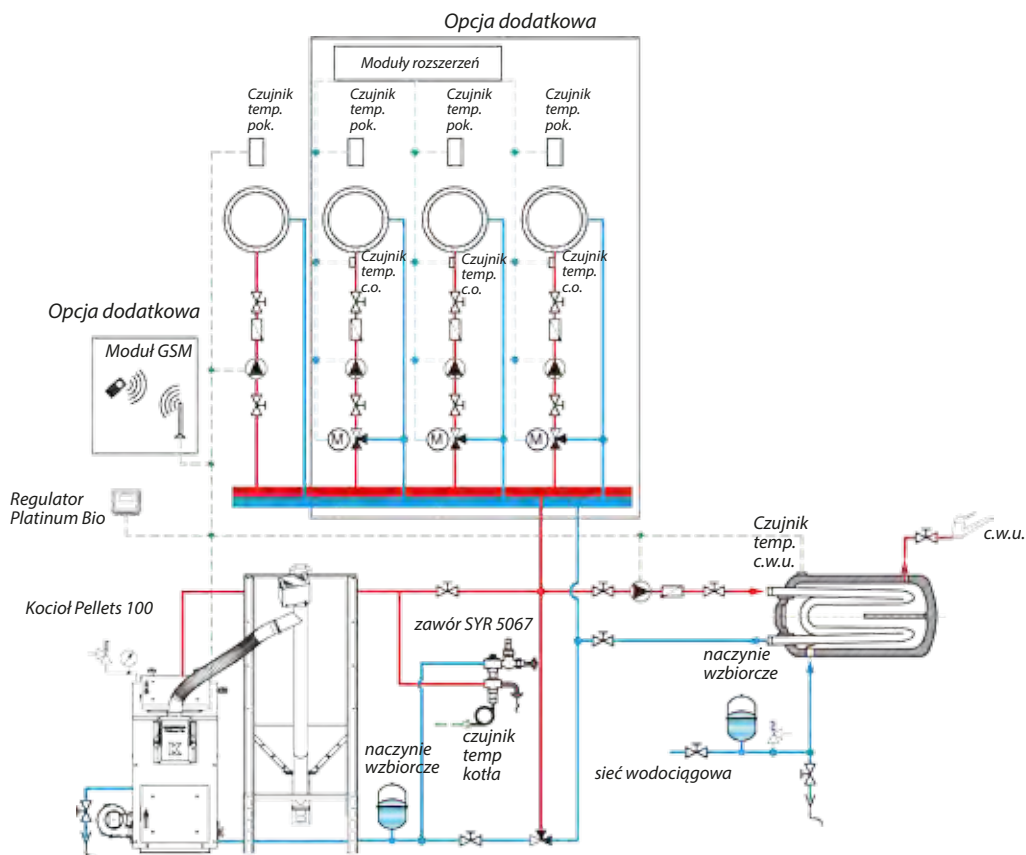 Opcja dodatkowa
Moduły rozszerzeń
Czujnik
temp.
pok.
Czujnik
temp.
pok.
Czujnik
temp.
pok.
Czujnik
temp.
pok.
Czujnik
temp.
c.o.
Czujnik
temp.
c.o.
Czujnik
temp.
c.o.
Opcja dodatkowa
Moduł GSM
M
M
M
Regulator
Platinum Bio
Czujnik
temp.
c.w.u.
c.w.u.
Kocioł Pellets 100
zawór SYR 5067
naczynie
wzbiorcze
czujnik
temp
kotła
naczynie
wzbiorcze
sieć wodociągowa
K